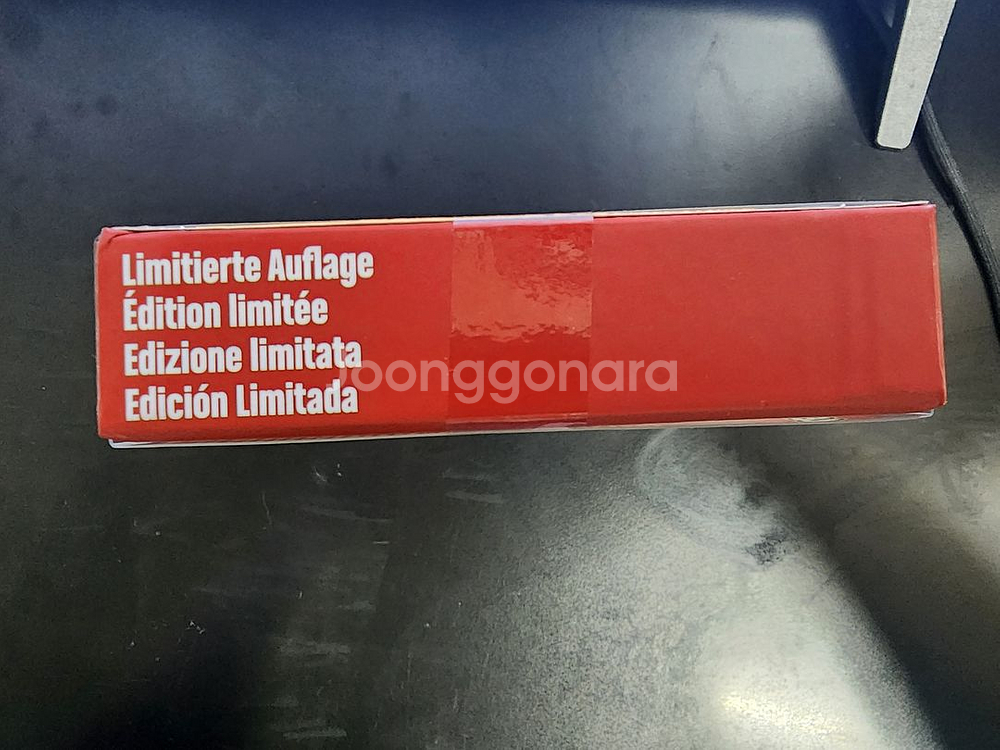 Limitierte Auflage
Édition limitée
Edizione limitata
Edición Limitada
Joonggonara